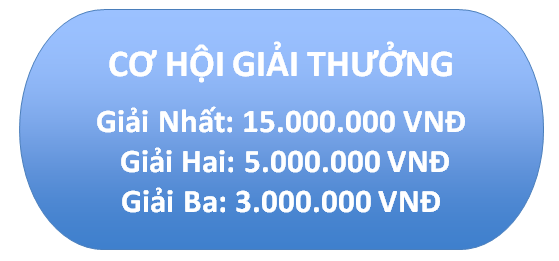 CƠ HỘI GIẢI THƯỞNG
Giải Nhất: 15.000.000 VNĐ
Giải Hai: 5.000.000 VNĐ
Giải Ba: 3.000.000 VNĐ